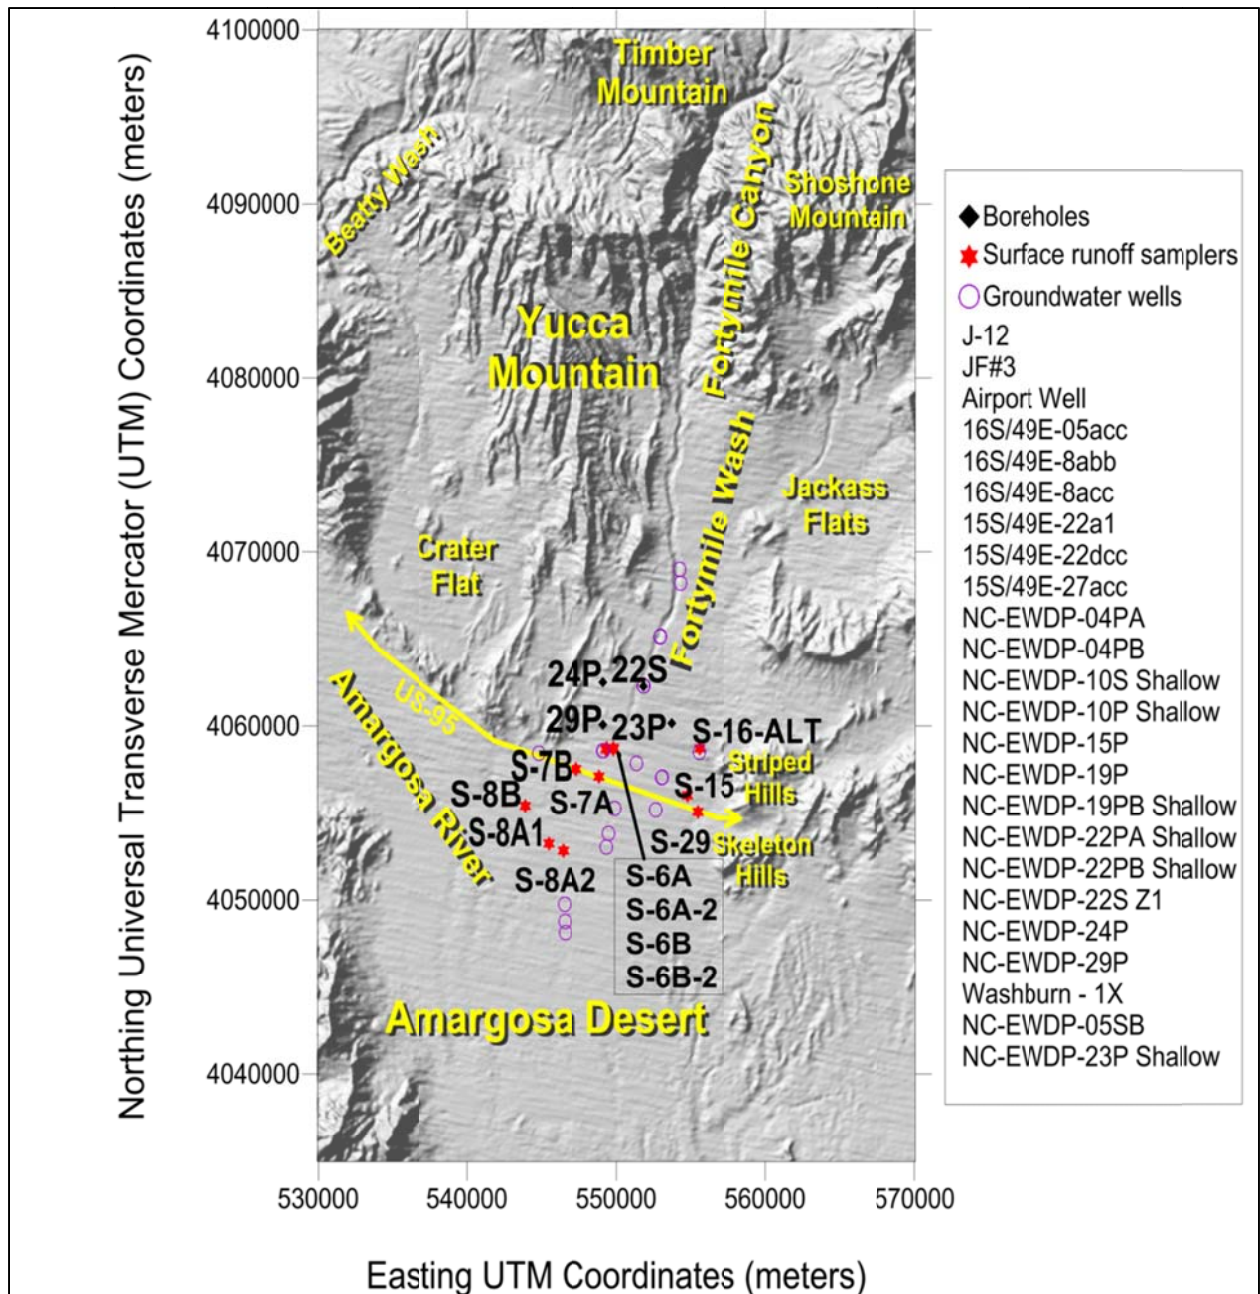 4100000
4090000
4080000
4070000
4060000
4050000
4040000
Northing Universal Transverse Mercator (UTM) Coordinates (meters)
Timber
Mountain
Beatty Wash
Fortymile Canyon
Shoshone
Mountain
Yucca
Mountain
Fortymile Wash
Jackass
Flats
Crater
Flat
US-95
Amargosa River
24P
22S
29P
23P
S-16-ALT
S-7B
Striped
Hills
S-15
S-8B
S-7A
S-8A1
S-29
Skeleton
Hills
S-8A2
S-6A
S-6A-2
S-6B
S-6B-2
Amargosa Desert
530000
540000
550000
560000
570000
Easting UTM Coordinates (meters)
Boreholes
Surface runoff samplers
Groundwater wells
J-12
JF#3
Airport Well
16S/49E-05acc
16S/49E-8abb
16S/49E-8acc
15S/49E-22a1
15S/49E-22dcc
15S/49E-27acc
NC-EWDP-04PA
NC-EWDP-04PB
NC-EWDP-10S Shallow
NC-EWDP-10P Shallow
NC-EWDP-15P
NC-EWDP-19P
NC-EWDP-19PB Shallow
NC-EWDP-22PA Shallow
NC-EWDP-22PB Shallow
NC-EWDP-22S Z1
NC-EWDP-24P
NC-EWDP-29P
Washburn - 1X
NC-EWDP-05SB
NC-EWDP-23P Shallow